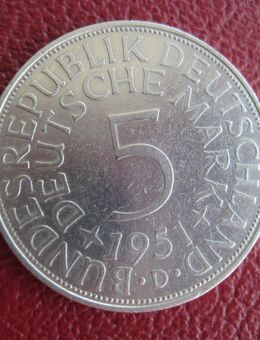 BUNDESREPUBLIK DEUTSCHLAND
DEUTSCHE MARK
5
1951
D